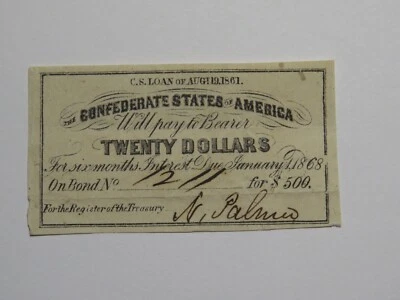 C.S. LOAN OF AUG 19, 1861.
THE CONFEDERATE STATES OF AMERICA
Will pay to Bearer
TWENTY DOLLARS
For six months Interest Due January 1, 1868
On Bond No. for $500.
For the Register of the Treasury N. Palmer